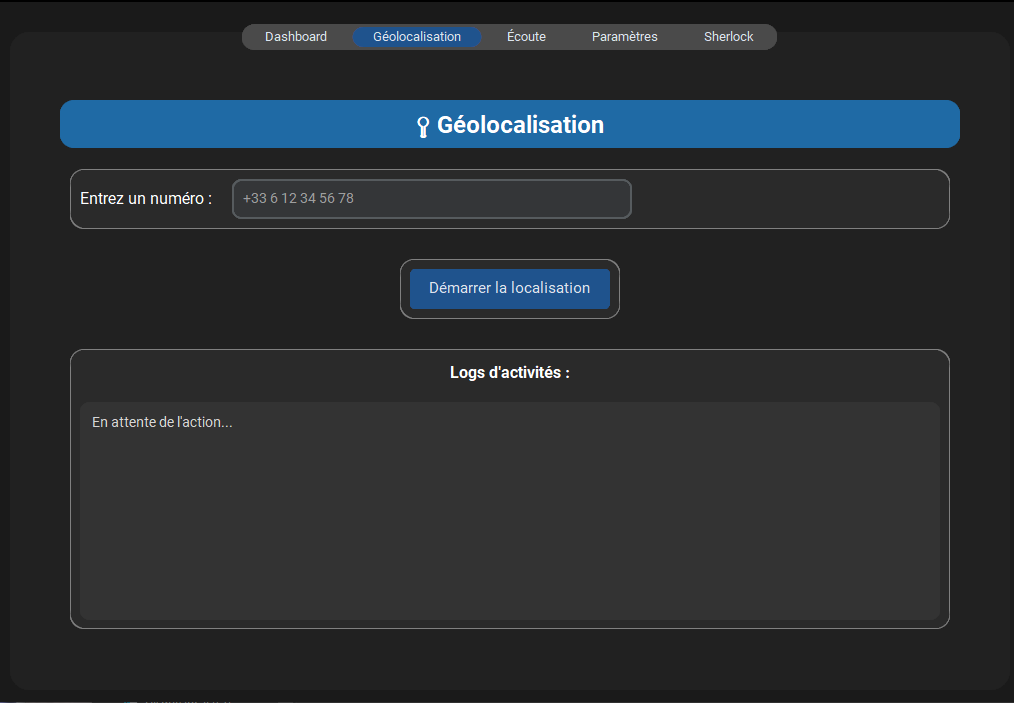 Dashboard Géolocalisation Écoute Paramètres Sherlock
Géolocalisation
Entrez un numéro : +33 6 12 34 56 78
Démarrer la localisation
Logs d'activités :
En attente de l'action...